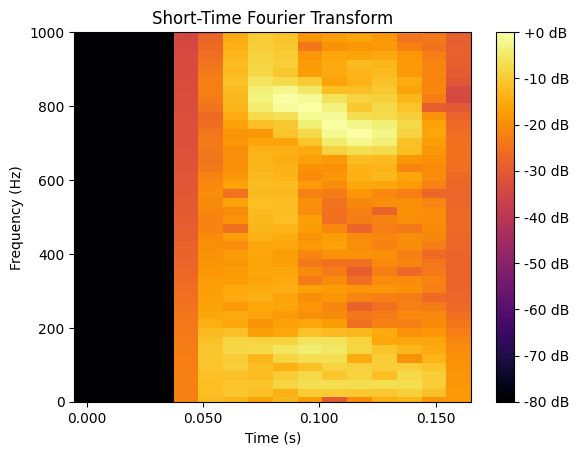 Short-Time Fourier Transform
1000
800
600
400
200
0
Frequency (Hz)
0.000
0.050
0.100
0.150
Time (s)
+0 dB
-10 dB
-20 dB
-30 dB
-40 dB
-50 dB
-60 dB
-70 dB
-80 dB